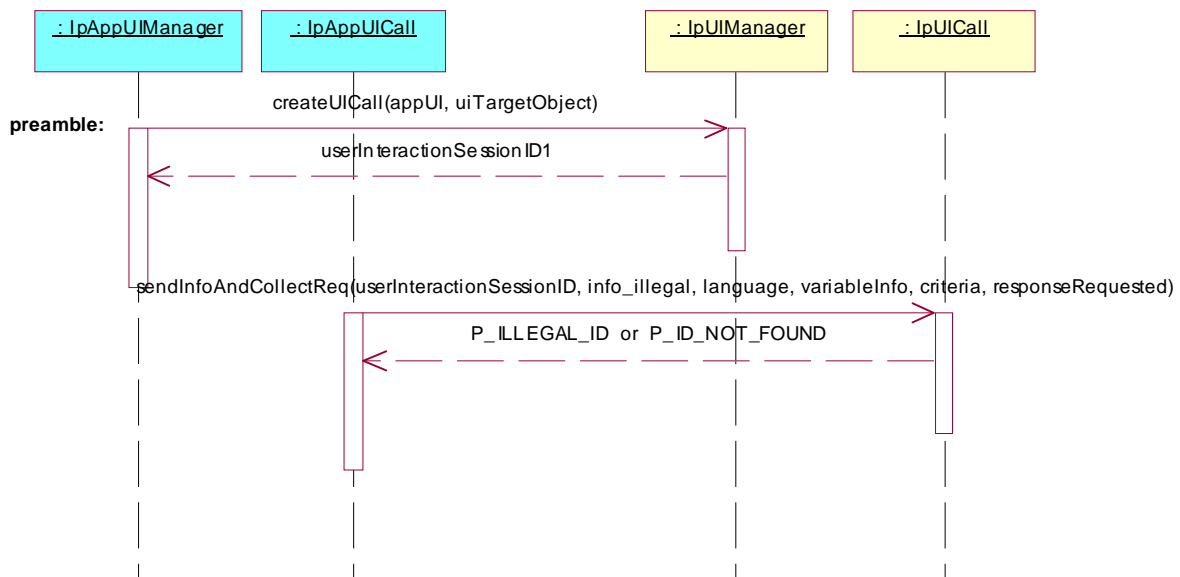 : IpAppUIManager
: IpAppUICall
: IpUIManager
: IpUICall
createUICall(appUI, uiTargetObject)
preamble:
userInteractionSessionID1
sendInfoAndCollectReq(userInteractionSessionID, info_illegal, language, variableInfo, criteria, responseRequested)
P_ILLEGAL_ID or P_ID_NOT_FOUND